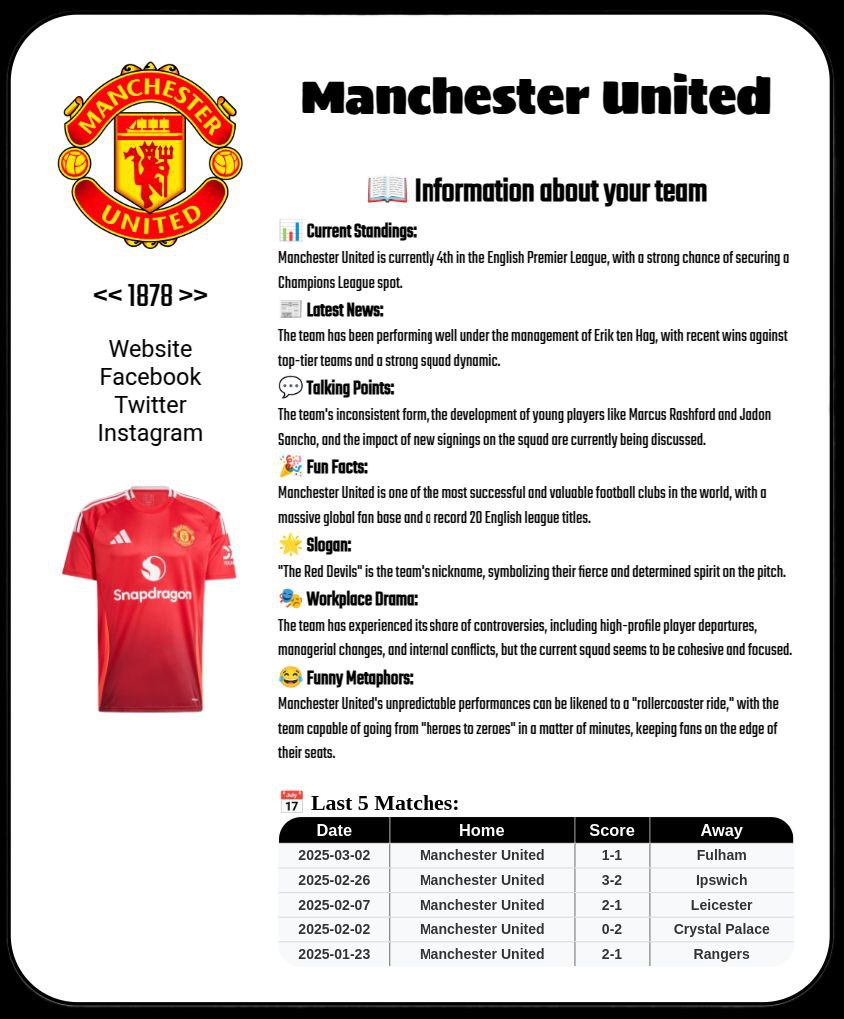 MANCHESTER
UNITED
<< 1878 >>
Website
Facebook
Twitter
Instagram
Snapdragon
Manchester United
Information about your team
Current Standings:
Manchester United is currently 4th in the English Premier League, with a strong chance of securing a
Champions League spot.
Latest News:
The team has been performing well under the management of Erik ten Hag, with recent wins against
top-tier teams and a strong squad dynamic.
Talking Points:
The team's inconsistent form, the development of young players like Marcus Rashford and Jadon
Sancho, and the impact of new signings on the squad are currently being discussed.
Fun Facts:
Manchester United is one of the most successful and valuable football clubs in the world, with a
massive global fan base and a record 20 English league titles.
Slogan:
"The Red Devils" is the team's nickname, symbolizing their fierce and determined spirit on the pitch.
Workplace Drama:
The team has experienced its share of controversies, including high-profile player departures,
managerial changes, and internal conflicts, but the current squad seems to be cohesive and focused.
Funny Metaphors:
Manchester United's unpredictable performances can be likened to a "rollercoaster ride," with the
team capable of going from "heroes to zeroes" in a matter of minutes, keeping fans on the edge of
their seats.
Last 5 Matches:
Date Home Score Away
2025-03-02 Manchester United 1-1 Fulham
2025-02-26 Manchester United 3-2 Ipswich
2025-02-07 Manchester United 2-1 Leicester
2025-02-02 Manchester United 0-2 Crystal Palace
2025-01-23 Manchester United 2-1 Rangers